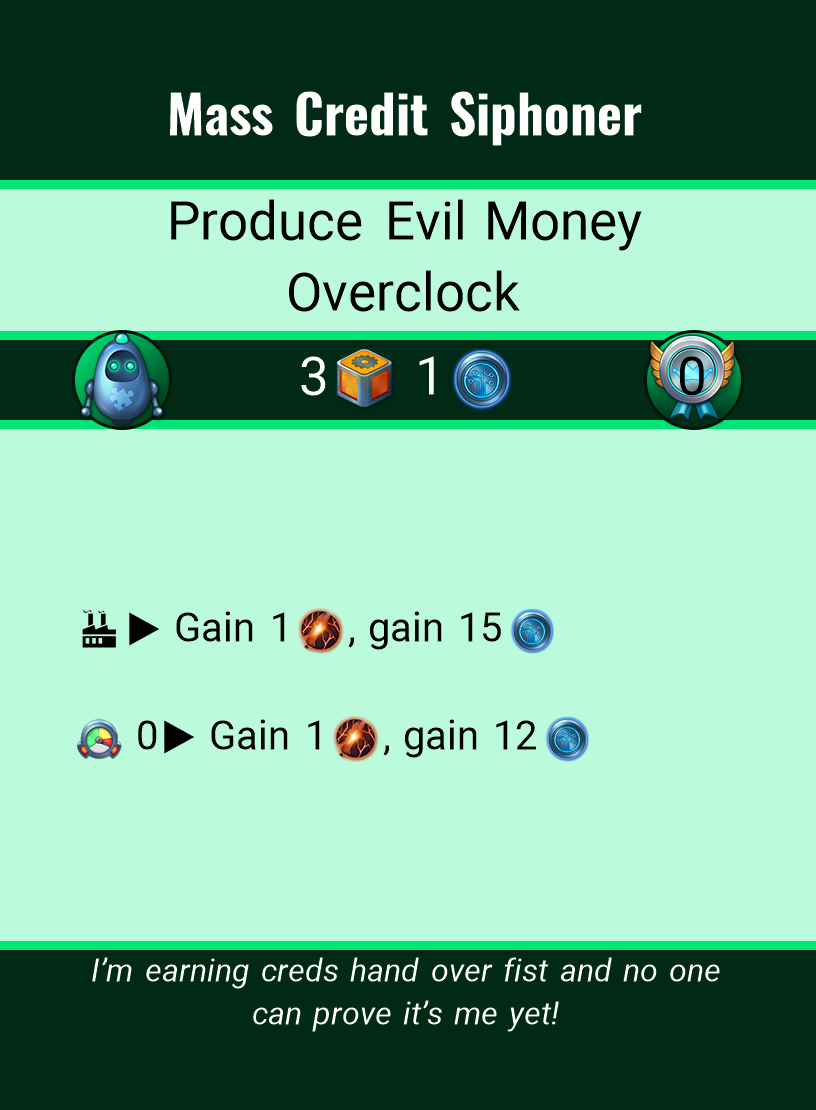 Mass Credit Siphoner
Produce Evil Money
Overclock
3 1 0
Gain 1, gain 15
0 Gain 1, gain 12
I'm earning creds hand over fist and no one
can prove it's me yet!